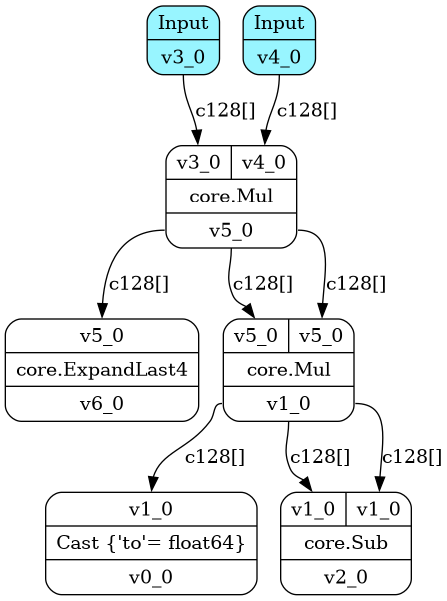 Input
v3_0
Input
v4_0
c128[]
c128[]
v3_0 v4_0
core.Mul
v5_0
c128[]
c128[]
c128[]
v5_0
core.ExpandLast4
v6_0
v5_0 v5_0
core.Mul
v1_0
c128[]
c128[]
c128[]
v1_0
Cast {'to'= float64}
v0_0
v1_0 v1_0
core.Sub
v2_0